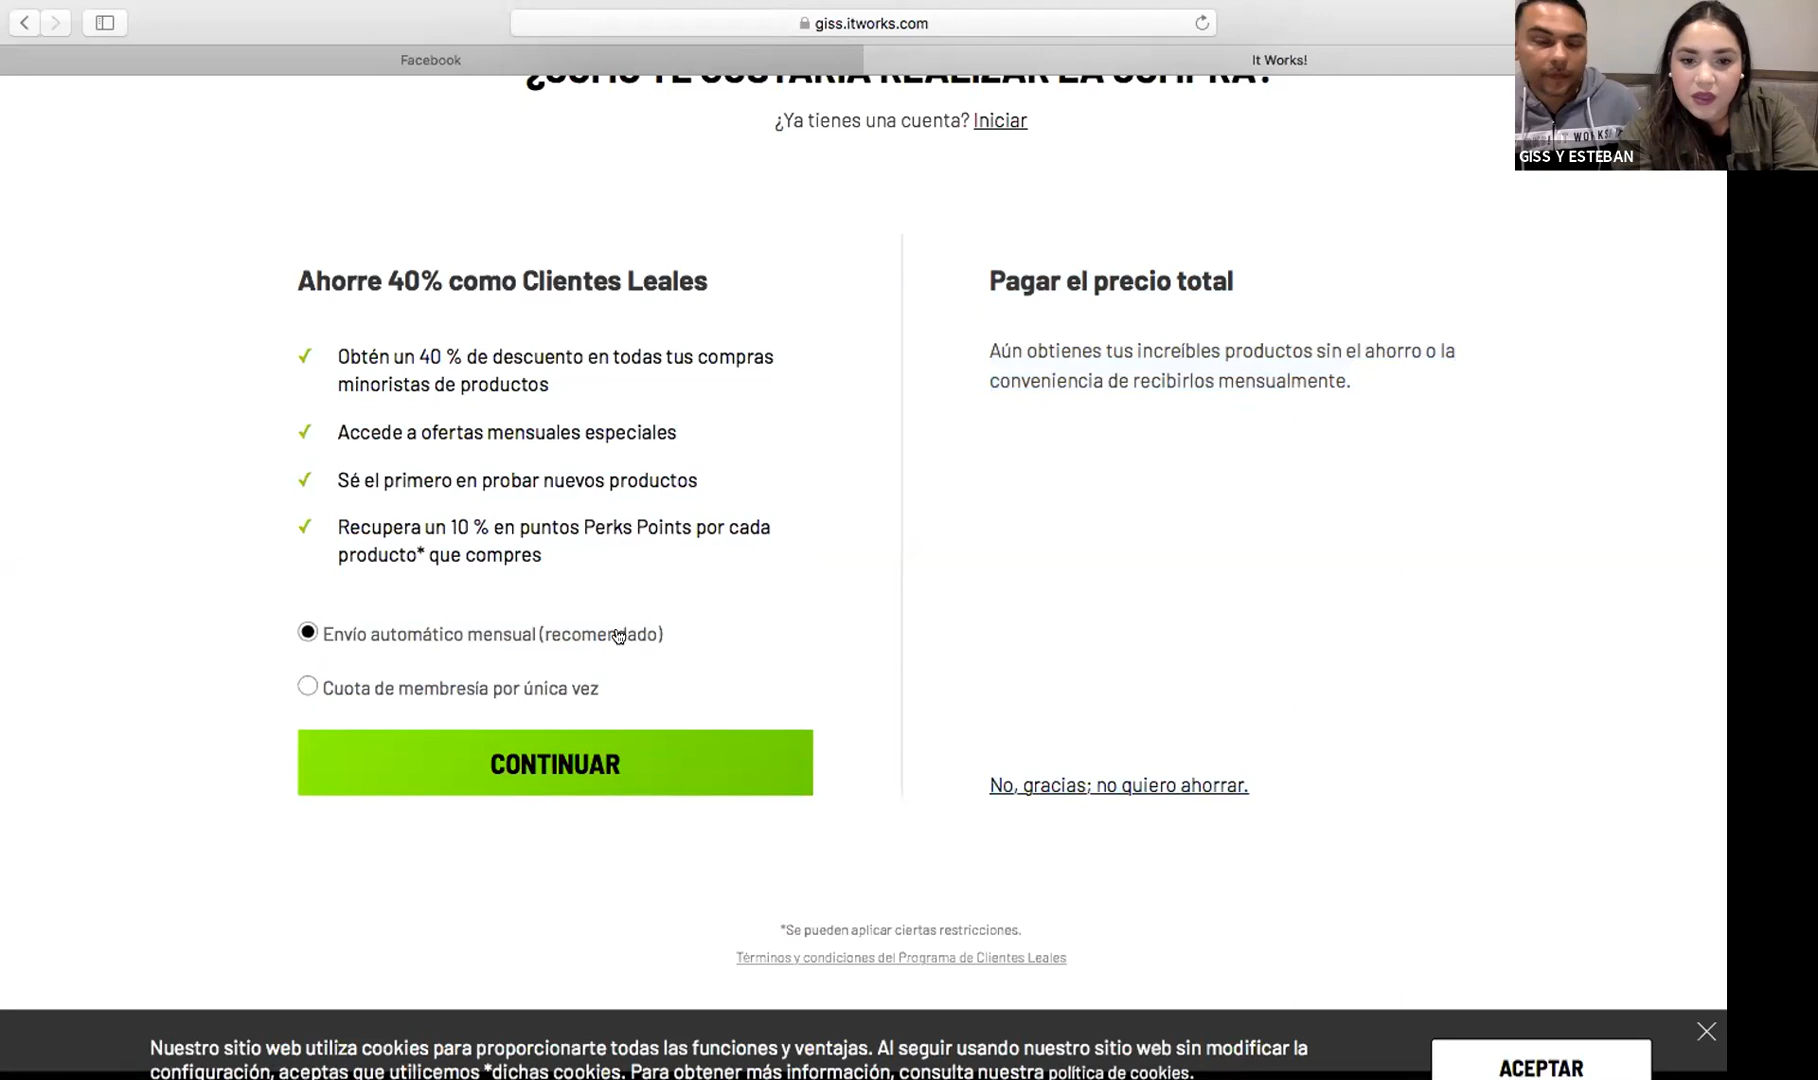 giss.itworks.com
Facebook
It Works!
¿CÓMO TE GUSTARÍA REALIZAR LA COMPRA?
¿Ya tienes una cuenta? Iniciar
GISS Y ESTEBAN
Ahorre 40% como Clientes Leales
Obtén un 40 % de descuento en todas tus compras
minoristas de productos
Accede a ofertas mensuales especiales
Sé el primero en probar nuevos productos
Recupera un 10 % en puntos Perks Points por cada
producto* que compres
Envío automático mensual (recomendado)
Cuota de membresía por única vez
CONTINUAR
Pagar el precio total
Aún obtienes tus increíbles productos sin el ahorro o la
conveniencia de recibirlos mensualmente.
No, gracias; no quiero ahorrar.
*Se pueden aplicar ciertas restricciones.
Términos y condiciones del Programa de Clientes Leales
Nuestro sitio web utiliza cookies para proporcionarte todas las funciones y ventajas. Al seguir usando nuestro sitio web sin modificar la
configuración, aceptas que utilicemos *dichas cookies. Para obtener más información, consulta nuestra política de cookies.
ACEPTAR